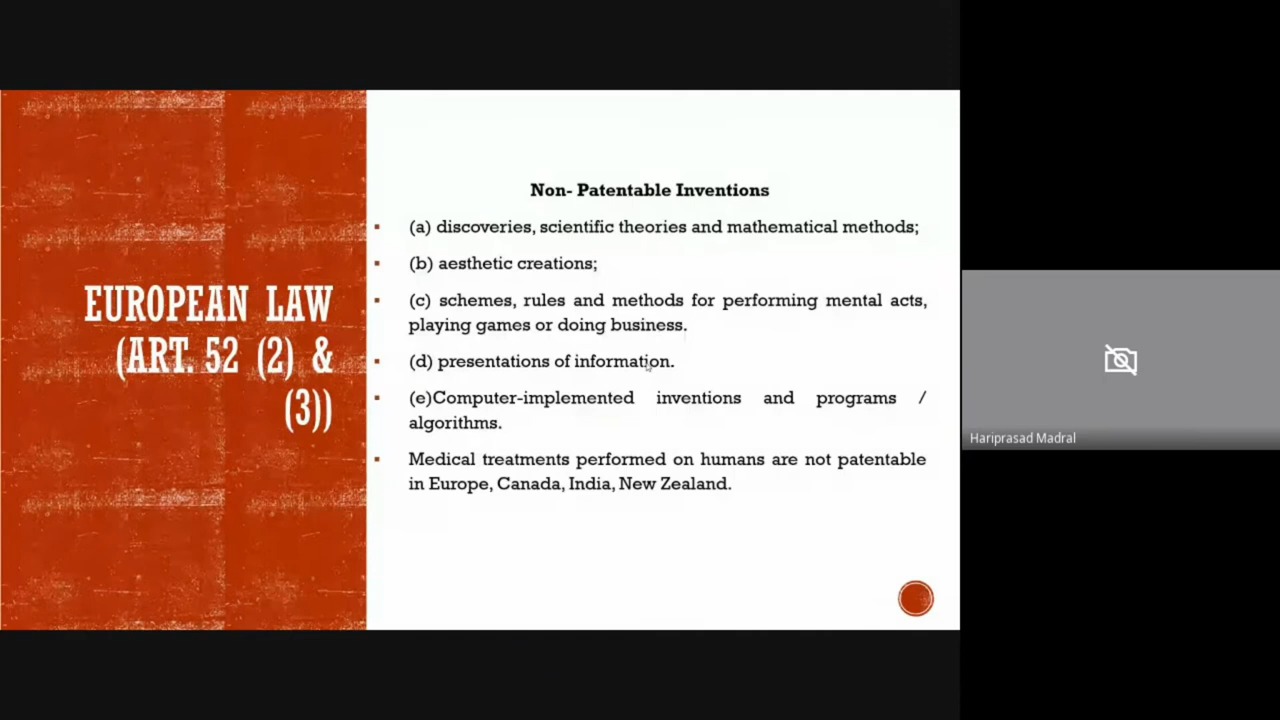 EUROPEAN LAW
(ART. 52 (2) &
(3))
Non- Patentable Inventions
(a) discoveries, scientific theories and mathematical methods;
(b) aesthetic creations;
(c) schemes, rules and methods for performing mental acts,
playing games or doing business.
(d) presentations of information.
(e)Computer-implemented inventions and programs /
algorithms.
Medical treatments performed on humans are not patentable
in Europe, Canada, India, New Zealand.
Hariprasad Madral